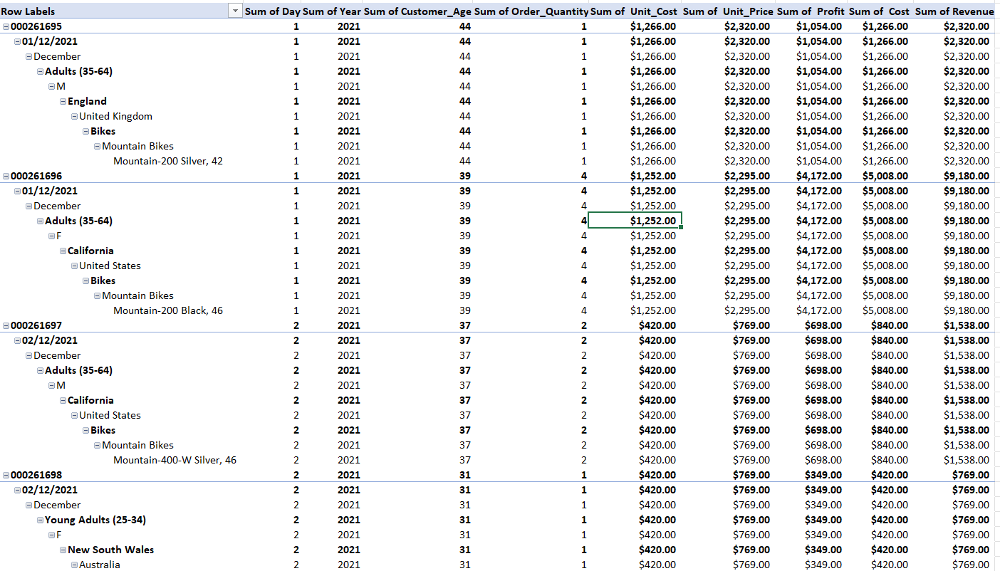 Row Labels Sum of Day Sum of Year Sum of Customer_Age Sum of Order_Quantity Sum of Unit_Cost Sum of Unit_Price Sum of Profit Sum of Cost Sum of Revenue
000261695 1 2021 44 1 $1,266.00 $2,320.00 $1,054.00 $1,266.00 $2,320.00
01/12/2021 1 2021 44 1 $1,266.00 $2,320.00 $1,054.00 $1,266.00 $2,320.00
December 1 2021 44 1 $1,266.00 $2,320.00 $1,054.00 $1,266.00 $2,320.00
Adults (35-64) 1 2021 44 1 $1,266.00 $2,320.00 $1,054.00 $1,266.00 $2,320.00
M 1 2021 44 1 $1,266.00 $2,320.00 $1,054.00 $1,266.00 $2,320.00
England 1 2021 44 1 $1,266.00 $2,320.00 $1,054.00 $1,266.00 $2,320.00
United Kingdom 1 2021 44 1 $1,266.00 $2,320.00 $1,054.00 $1,266.00 $2,320.00
Bikes 1 2021 44 1 $1,266.00 $2,320.00 $1,054.00 $1,266.00 $2,320.00
Mountain Bikes 1 2021 44 1 $1,266.00 $2,320.00 $1,054.00 $1,266.00 $2,320.00
Mountain-200 Silver, 42 1 2021 44 1 $1,266.00 $2,320.00 $1,054.00 $1,266.00 $2,320.00
000261696 1 2021 39 4 $1,252.00 $2,295.00 $4,172.00 $5,008.00 $9,180.00
01/12/2021 1 2021 39 4 $1,252.00 $2,295.00 $4,172.00 $5,008.00 $9,180.00
December 1 2021 39 4 $1,252.00 $2,295.00 $4,172.00 $5,008.00 $9,180.00
Adults (35-64) 1 2021 39 4 $1,252.00 $2,295.00 $4,172.00 $5,008.00 $9,180.00
F 1 2021 39 4 $1,252.00 $2,295.00 $4,172.00 $5,008.00 $9,180.00
California 1 2021 39 4 $1,252.00 $2,295.00 $4,172.00 $5,008.00 $9,180.00
United States 1 2021 39 4 $1,252.00 $2,295.00 $4,172.00 $5,008.00 $9,180.00
Bikes 1 2021 39 4 $1,252.00 $2,295.00 $4,172.00 $5,008.00 $9,180.00
Mountain Bikes 1 2021 39 4 $1,252.00 $2,295.00 $4,172.00 $5,008.00 $9,180.00
Mountain-200 Black, 46 1 2021 39 4 $1,252.00 $2,295.00 $4,172.00 $5,008.00 $9,180.00
000261697 2 2021 37 2 $420.00 $769.00 $698.00 $840.00 $1,538.00
02/12/2021 2 2021 37 2 $420.00 $769.00 $698.00 $840.00 $1,538.00
December 2 2021 37 2 $420.00 $769.00 $698.00 $840.00 $1,538.00
Adults (35-64) 2 2021 37 2 $420.00 $769.00 $698.00 $840.00 $1,538.00
M 2 2021 37 2 $420.00 $769.00 $698.00 $840.00 $1,538.00
California 2 2021 37 2 $420.00 $769.00 $698.00 $840.00 $1,538.00
United States 2 2021 37 2 $420.00 $769.00 $698.00 $840.00 $1,538.00
Bikes 2 2021 37 2 $420.00 $769.00 $698.00 $840.00 $1,538.00
Mountain Bikes 2 2021 37 2 $420.00 $769.00 $698.00 $840.00 $1,538.00
Mountain-400-W Silver, 46 2 2021 37 2 $420.00 $769.00 $698.00 $840.00 $1,538.00
000261698 2 2021 31 1 $420.00 $769.00 $349.00 $420.00 $769.00
02/12/2021 2 2021 31 1 $420.00 $769.00 $349.00 $420.00 $769.00
December 2 2021 31 1 $420.00 $769.00 $349.00 $420.00 $769.00
Young Adults (25-34) 2 2021 31 1 $420.00 $769.00 $349.00 $420.00 $769.00
F 2 2021 31 1 $420.00 $769.00 $349.00 $420.00 $769.00
New South Wales 2 2021 31 1 $420.00 $769.00 $349.00 $420.00 $769.00
Australia 2 2021 31 1 $420.00 $769.00 $349.00 $420.00 $769.00